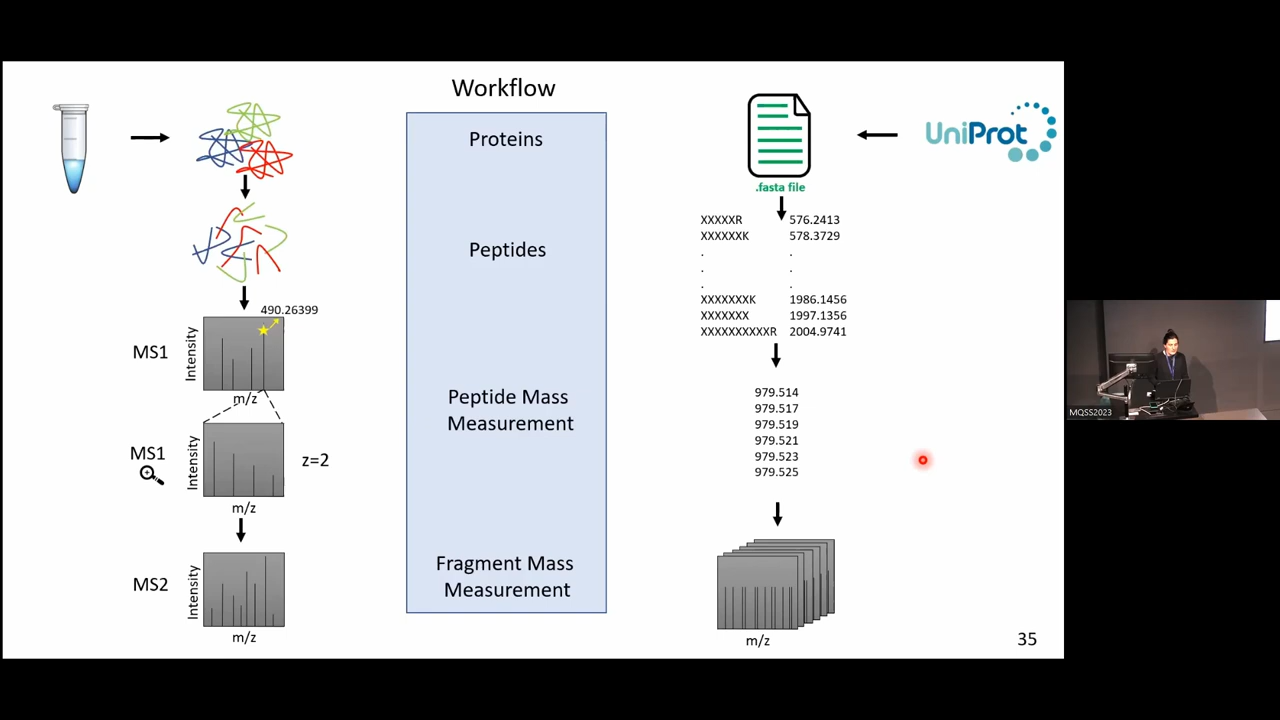 Workflow
Proteins
Peptides
Peptide Mass
Measurement
Fragment Mass
Measurement
490.26399
MS1
Intensity
m/z
MS1
Intensity
z=2
m/z
MS2
Intensity
m/z
UniProt
.fasta file
XXXXXR 576.2413
XXXXXXK 578.3729
. .
. .
. .
XXXXXXXK 1986.1456
XXXXXXX 1997.1356
XXXXXXXXXXR 2004.9741
979.514
979.517
979.519
979.521
979.523
979.525
m/z
35
MQSS2023